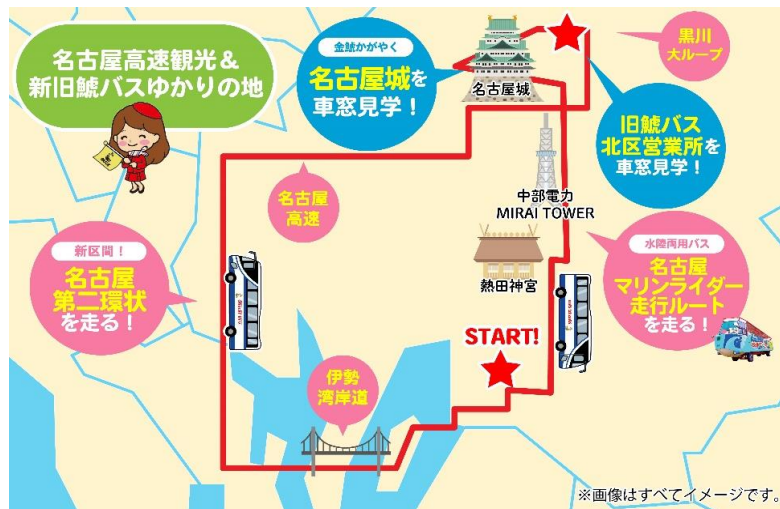 名古屋高速観光＆
新旧鯱バスゆかりの地
金鯱かがやく
名古屋城を
車窓見学！
名古屋城
黒川
大ループ
旧鯱バス
北区営業所を
車窓見学！
名古屋
高速
中部電力
MIRAI TOWER
新区間！
名古屋
第二環状
を走る！
熱田神宮
水陸両用バス
名古屋
マリンライダー
走行ルート
を走る！
START!
伊勢
湾岸道
※画像はすべてイメージです。